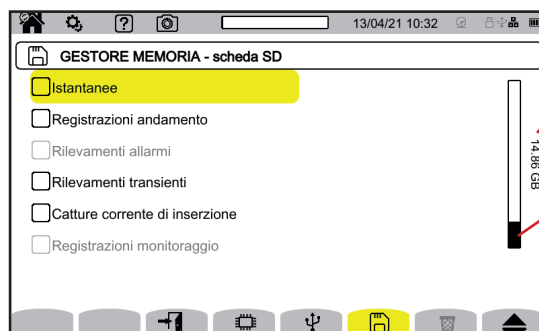 13/04/21 10:32
GESTORE MEMORIA - scheda SD
Istantanee
Registrazioni andamento
Rilevamenti allarmi
Rilevamenti transienti
Catture corrente di inserzione
Registrazioni monitoraggio
14.86 GB